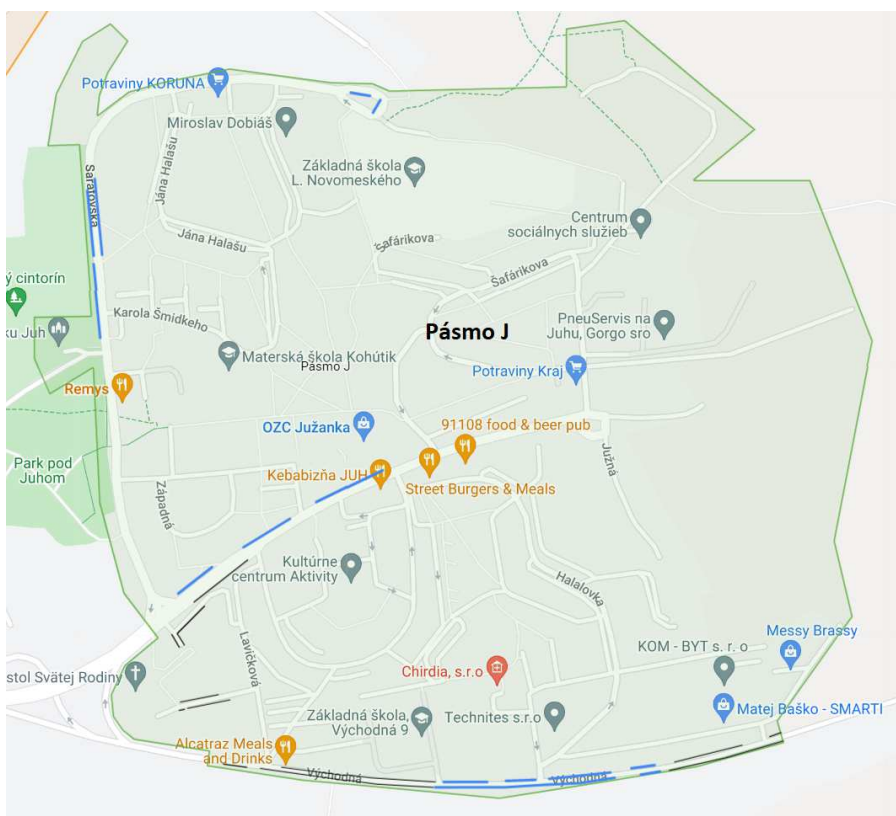 Potraviny KORUNA
Miroslav Dobiáš
Základná škola
L. Novomeského
Saratovska
Jána Halašu
Jána Halašu
Šafárikova
Centrum
sociálnych služieb
Šafárikova
ý cintorín
ku Juh
Karola Šmidkeho
Pásmo J
PneuServis na
Juhu, Gorgo sro
Materská škola Kohútik
Pásmo J
Potraviny Kraj
Remys
OZC Južanka
91108 food & beer pub
Park pod
Juhom
Západná
Kebabizňa JUH
Street Burgers & Meals
Južná
Kultúrne
centrum Aktivity
Halalovka
Lavičková
Messy Brassy
KOM - BYT s. r. o
stol Svätej Rodiny
Chirdia, s.r.o
Matej Baško - SMARTI
Základná škola,
Východná 9
Technites s.r.o
Alcatraz Meals
and Drinks
Východná
Východná